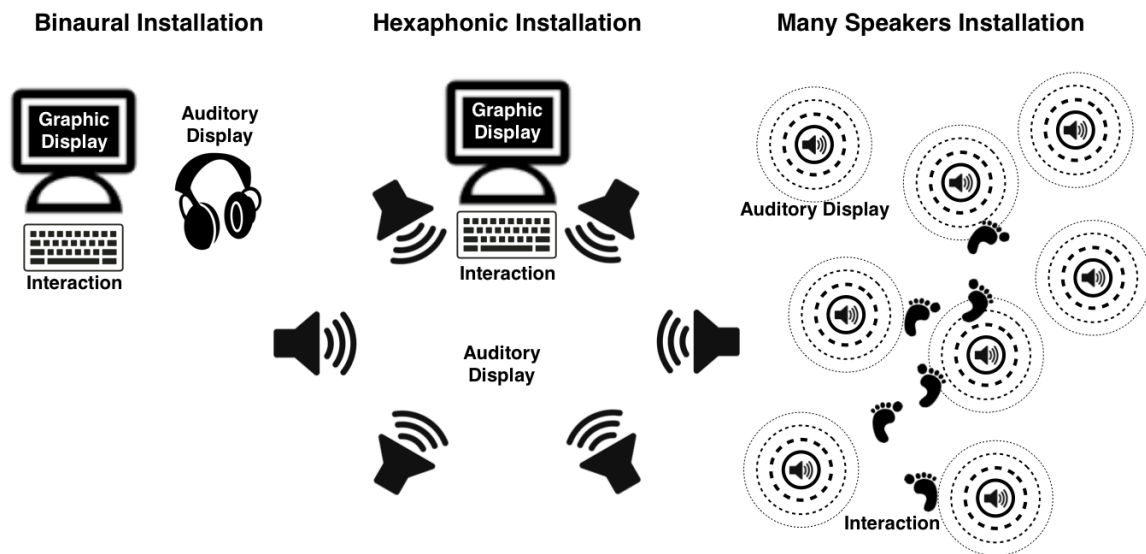 Binaural Installation
Hexaphonic Installation
Many Speakers Installation
Graphic
Display
Auditory
Display
Interaction
Graphic
Display
Interaction
Auditory
Display
Auditory Display
Interaction